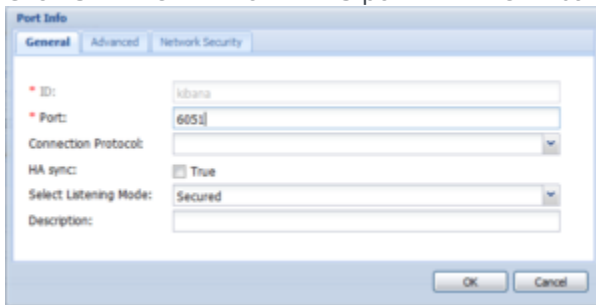 Port Info
General Advanced Network Security
* ID: kibana
* Port: 6051
Connection Protocol:
HA sync: True
Select Listening Mode: Secured
Description:
OK Cancel